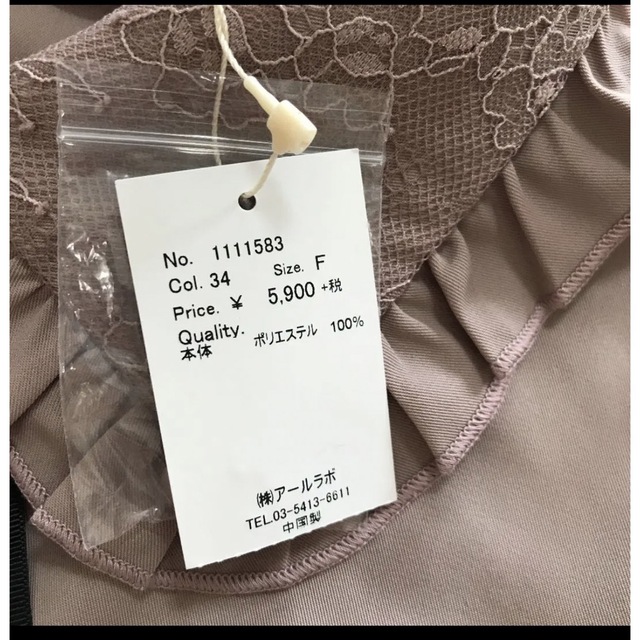 No. 1111583
Col. 34 Size. F
Price. ¥ 5,900 +税
Quality.
本体 ポリエステル 100%
(株)アールラボ
TEL.03-5413-6611
中国製